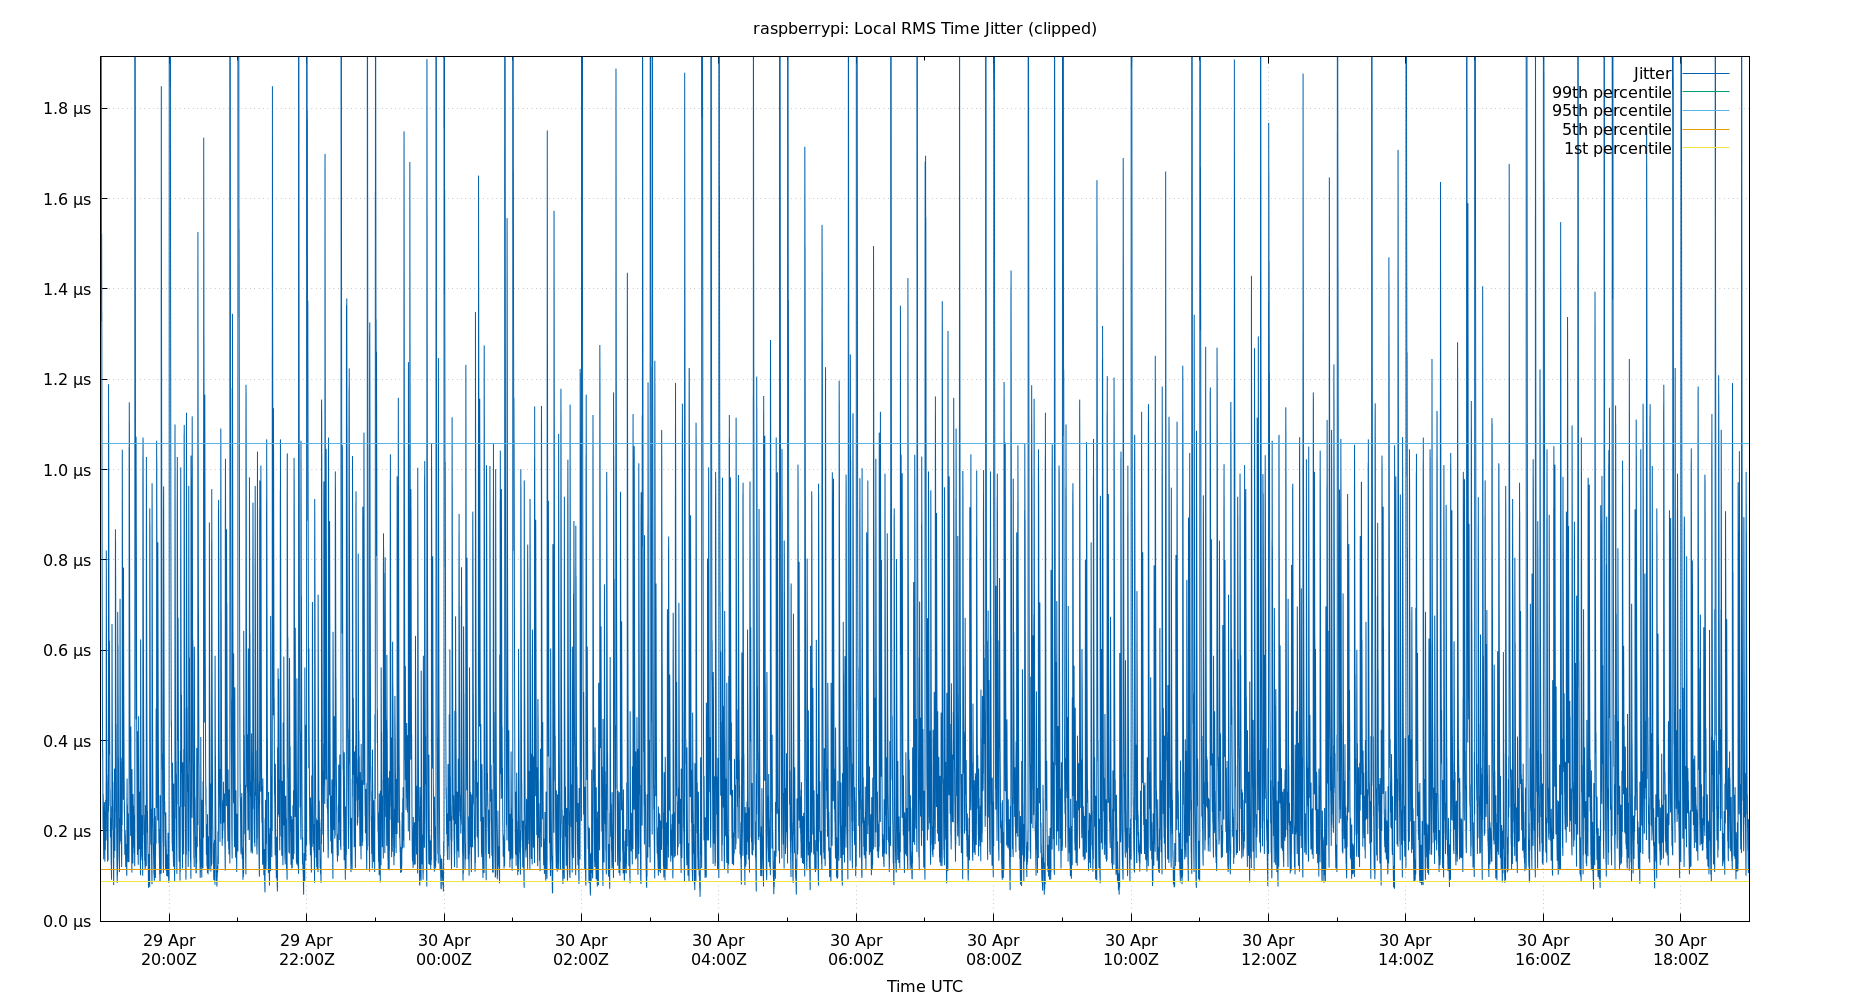 raspberrypi: Local RMS Time Jitter (clipped)
Jitter
99th percentile
95th percentile
5th percentile
1st percentile
1.8 µs
1.6 µs
1.4 µs
1.2 µs
1.0 µs
0.8 µs
0.6 µs
0.4 µs
0.2 µs
0.0 µs
29 Apr 29 Apr 30 Apr 30 Apr 30 Apr 30 Apr 30 Apr 30 Apr 30 Apr 30 Apr 30 Apr 30 Apr
20:00Z 22:00Z 00:00Z 02:00Z 04:00Z 06:00Z 08:00Z 10:00Z 12:00Z 14:00Z 16:00Z 18:00Z
Time UTC